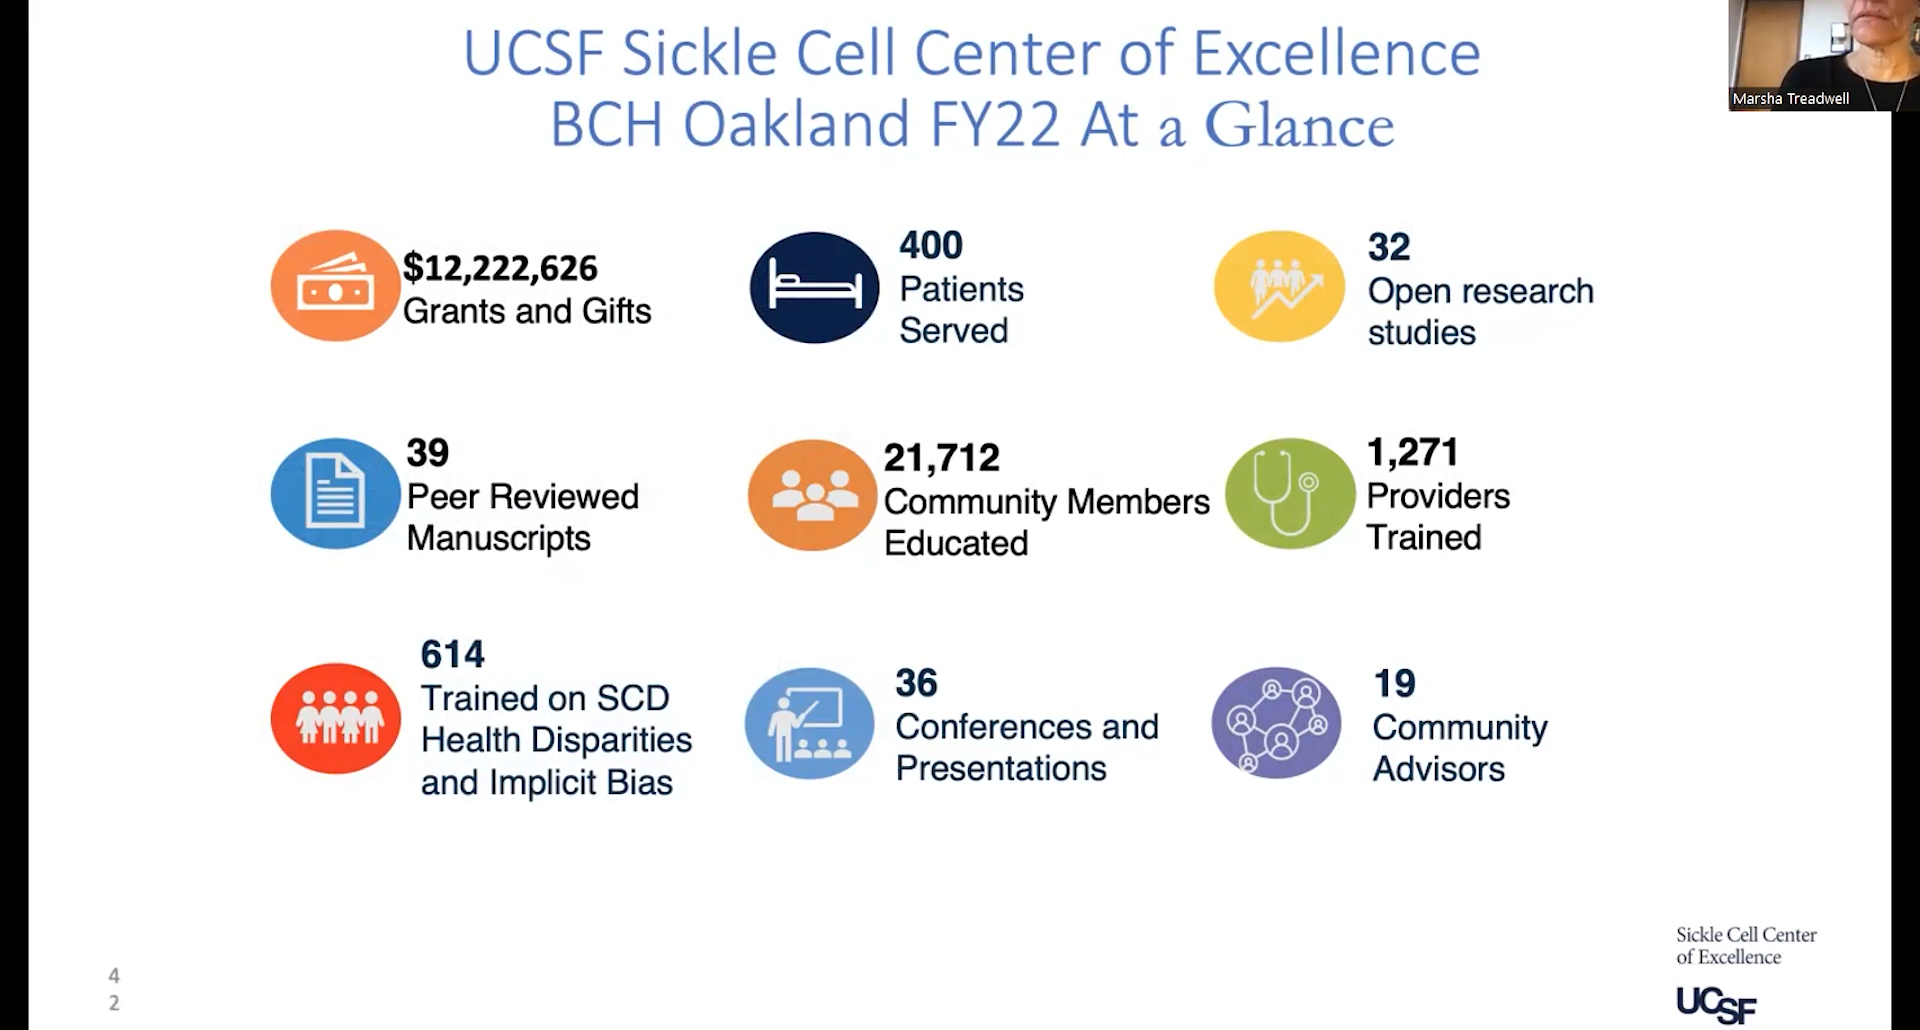 UCSF Sickle Cell Center of Excellence
BCH Oakland FY22 At a Glance
Marsha Treadwell
$12,222,626
Grants and Gifts
400
Patients
Served
32
Open research
studies
39
Peer Reviewed
Manuscripts
21,712
Community Members
Educated
1,271
Providers
Trained
614
Trained on SCD
Health Disparities
and Implicit Bias
36
Conferences and
Presentations
19
Community
Advisors
4
2
Sickle Cell Center
of Excellence
UCSF